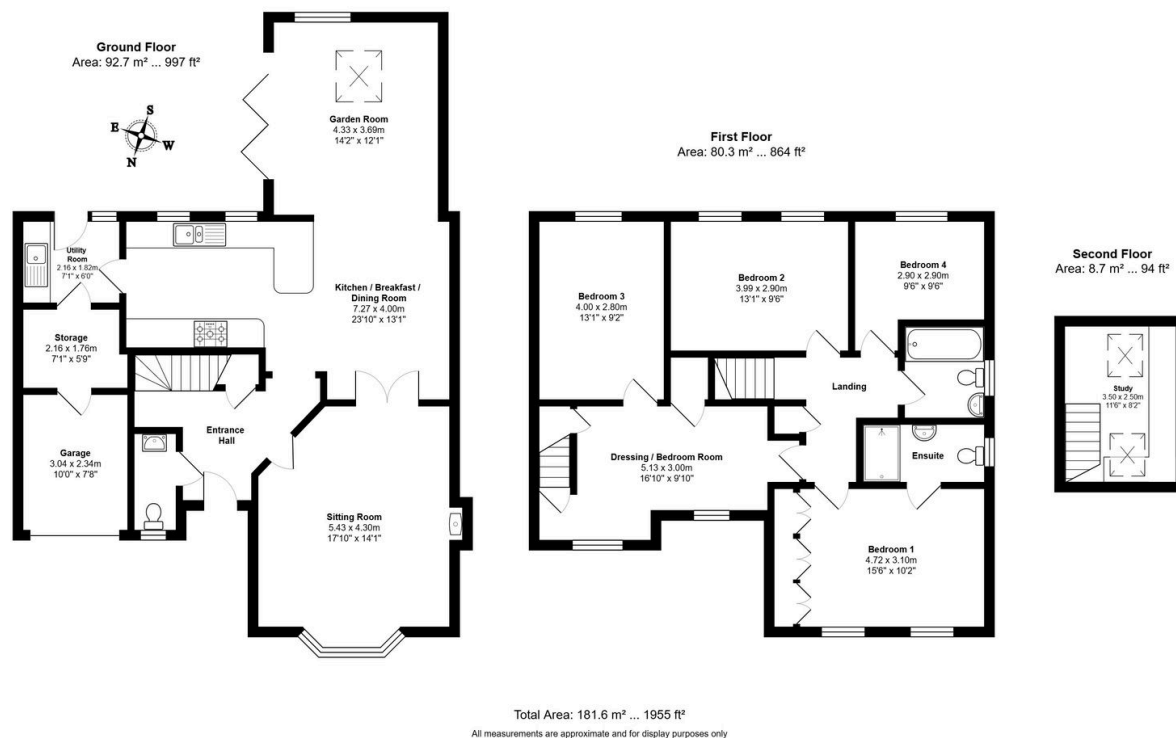 Ground Floor
Area: 92.7 m² ... 997 ft²
S
E
W
N
Garden Room
4.33 x 3.69m
14'2" x 12'1"
Utility
Room
2.16 x 1.82m
7'1" x 6'0"
Kitchen / Breakfast /
Dining Room
7.27 x 4.00m
23'10" x 13'1"
Storage
2.16 x 1.76m
7'1" x 5'9"
Entrance
Hall
Garage
3.04 x 2.34m
10'0" x 7'8"
Sitting Room
5.43 x 4.30m
17'10" x 14'1"
First Floor
Area: 80.3 m² ... 864 ft²
Bedroom 3
4.00 x 2.80m
13'1" x 9'2"
Bedroom 2
3.99 x 2.90m
13'1" x 9'6"
Bedroom 4
2.90 x 2.90m
9'6" x 9'6"
Landing
Dressing / Bedroom Room
5.13 x 3.00m
16'10" x 9'10"
Ensuite
Bedroom 1
4.72 x 3.10m
15'6" x 10'2"
Second Floor
Area: 8.7 m² ... 94 ft²
Study
3.50 x 2.50m
11'6" x 8'2"
Total Area: 181.6 m² ... 1955 ft²
All measurements are approximate and for display purposes only